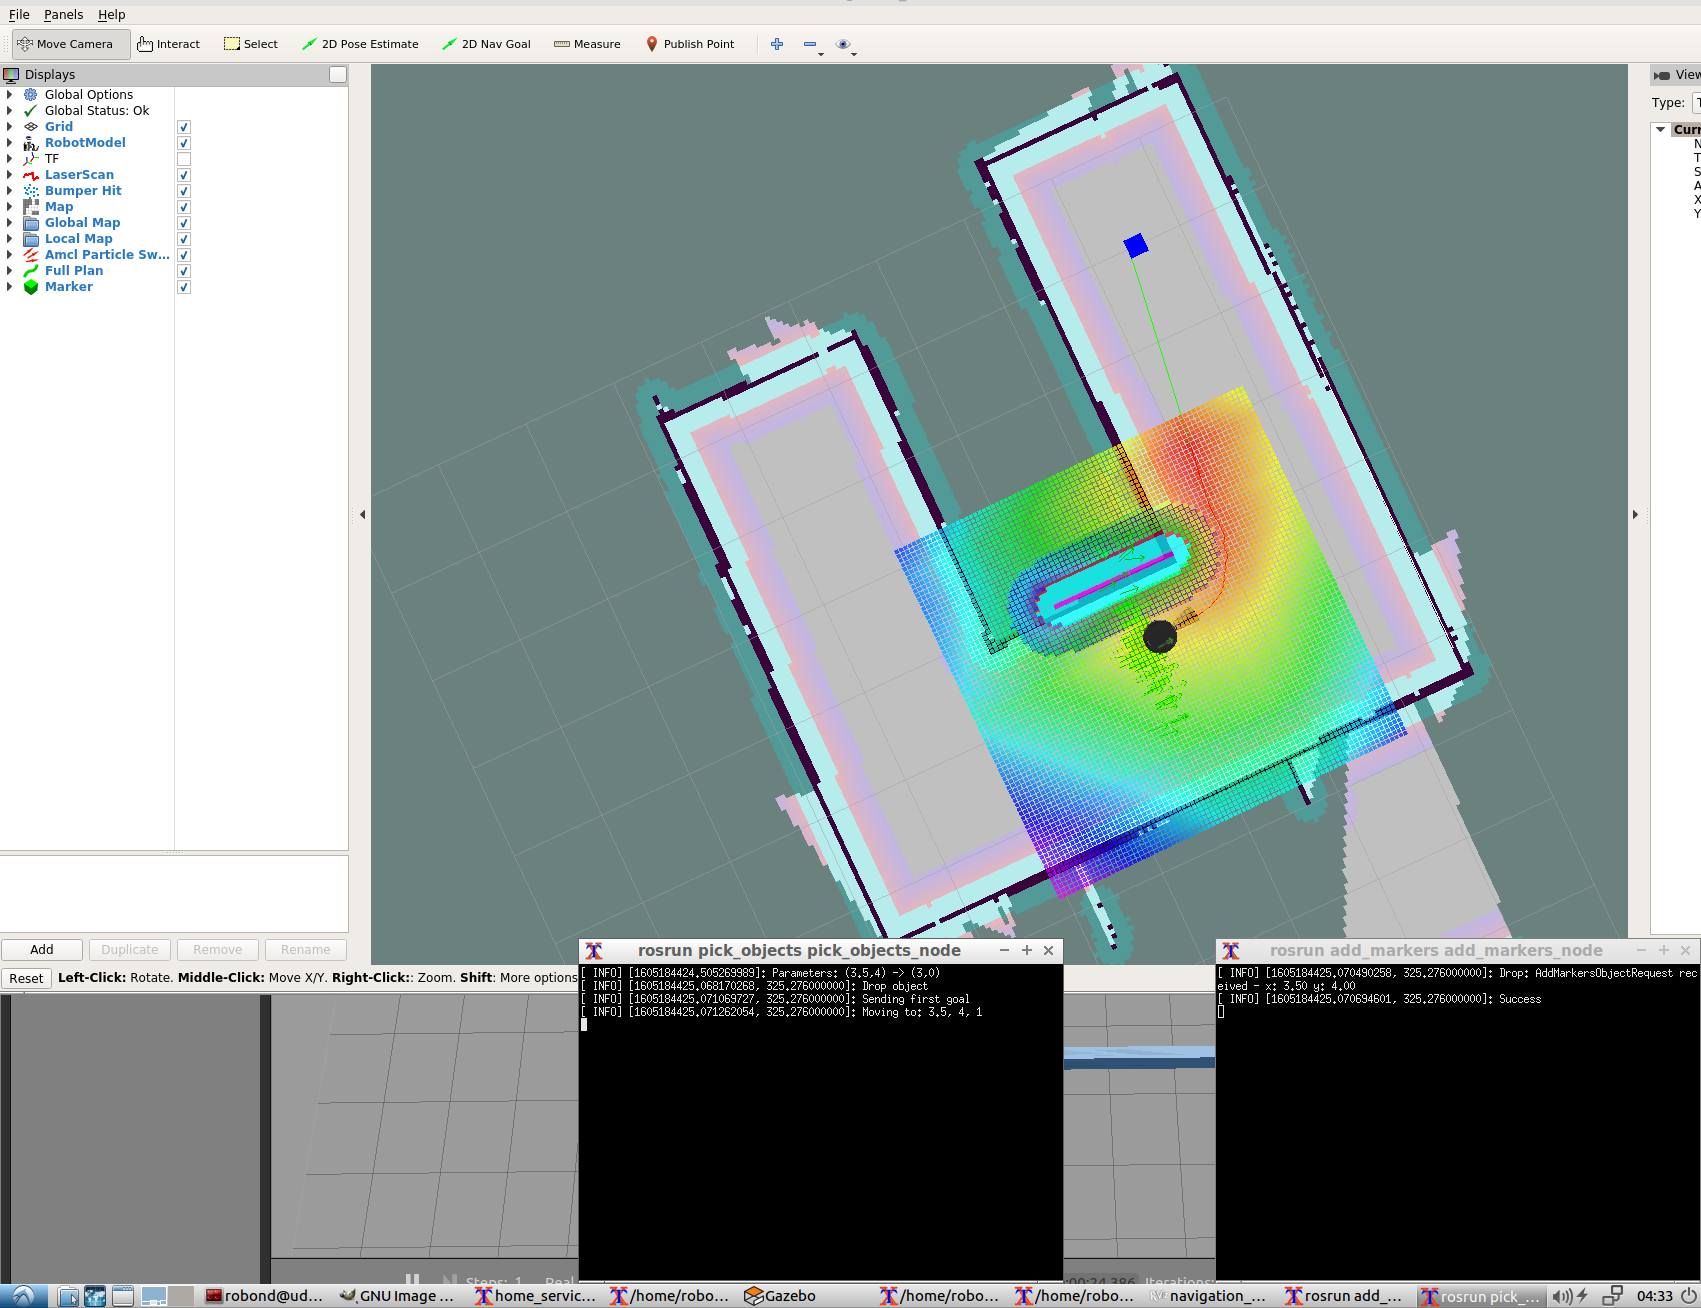 File Panels Help
Move Camera Interact Select 2D Pose Estimate 2D Nav Goal Measure Publish Point
Displays
Global Options
Global Status: Ok
Grid
RobotModel
TF
LaserScan
Bumper Hit
Map
Global Map
Local Map
Amcl Particle Sw...
Full Plan
Marker
View
Type: T
Curr
N
T
S
A
X
Y
Add Duplicate Remove Rename
Reset Left-Click: Rotate. Middle-Click: Move X/Y. Right-Click:: Zoom. Shift: More options
rosrun pick_objects pick_objects_node
[ INFO] [1605184424.505269989]: Parameters: (3.5,4) -> (3,0)
[ INFO] [1605184425.068170268, 325.276000000]: Drop object
[ INFO] [1605184425.071069727, 325.276000000]: Sending first goal
[ INFO] [1605184425.071262054, 325.276000000]: Moving to: 3.5, 4, 1
rosrun add_markers add_markers_node
[ INFO] [1605184425.070490258, 325.276000000]: Drop: AddMarkersObjectRequest rec
eived - x: 3.50 y: 4.00
[ INFO] [1605184425.070694601, 325.276000000]: Success
Steps: 1 Real
:00:24.386 Iterations:
robond@ud... GNU Image ... home_servic... /home/robo... Gazebo /home/robo... /home/robo... navigation_... rosrun add_... rosrun pick_... 04:33